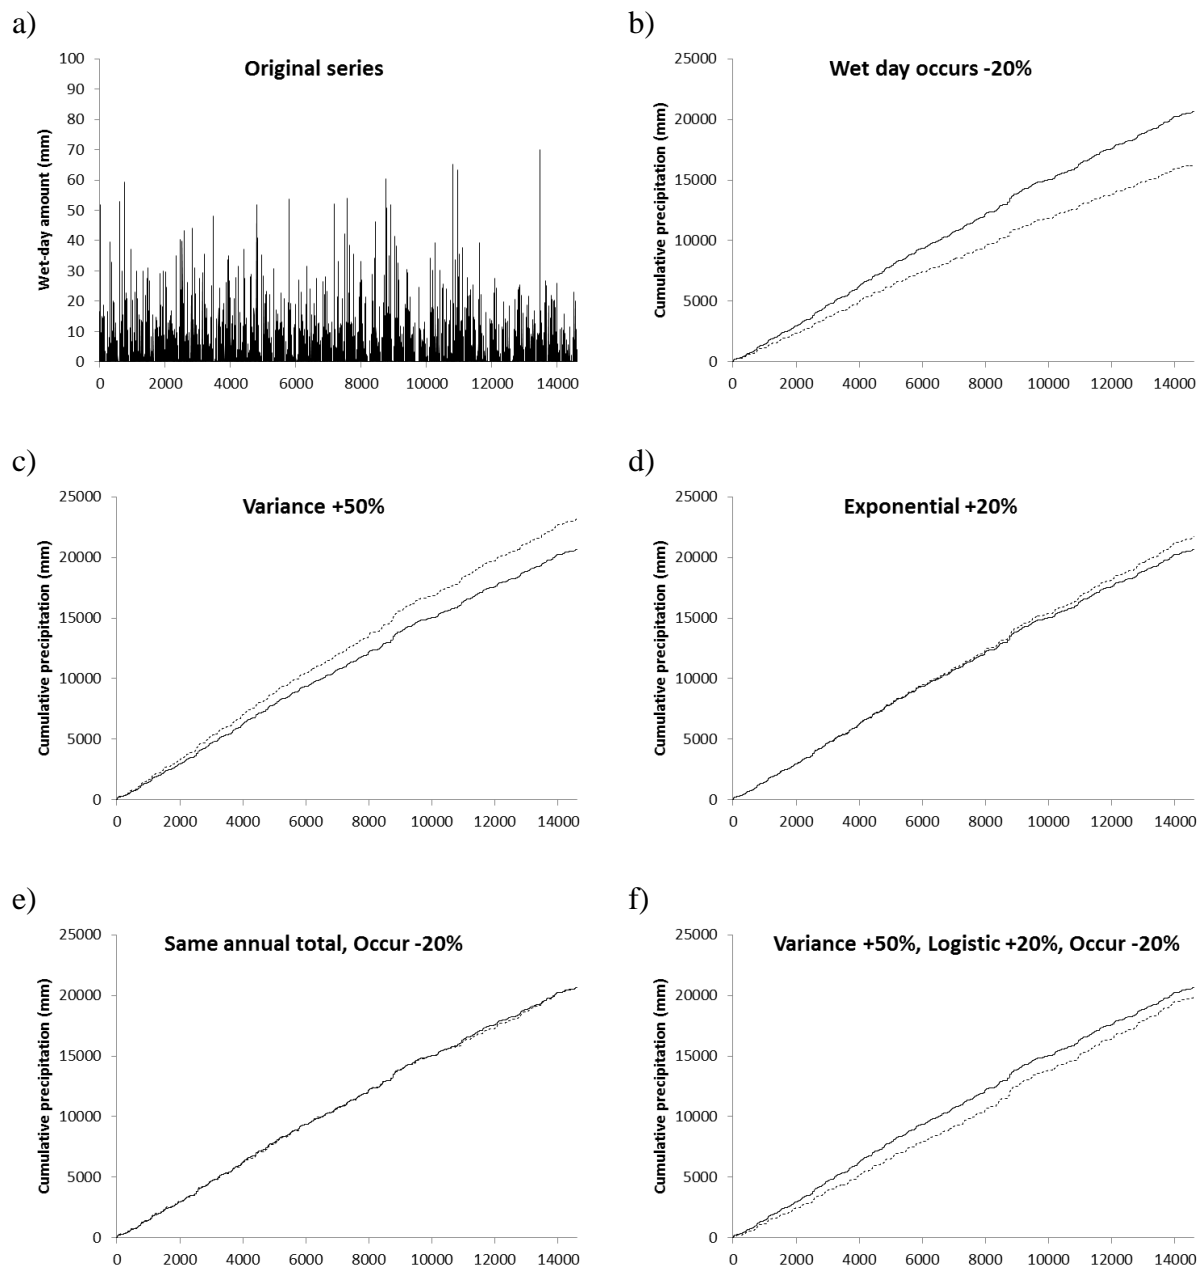 a)
Original series
Wet-day amount (mm)
100
90
80
70
60
50
40
30
20
10
0
0 2000 4000 6000 8000 10000 12000 14000
b)
Wet day occurs -20%
Cumulative precipitation (mm)
25000
20000
15000
10000
5000
0
0 2000 4000 6000 8000 10000 12000 14000
c)
Variance +50%
Cumulative precipitation (mm)
25000
20000
15000
10000
5000
0
0 2000 4000 6000 8000 10000 12000 14000
d)
Exponential +20%
Cumulative precipitation (mm)
25000
20000
15000
10000
5000
0
0 2000 4000 6000 8000 10000 12000 14000
e)
Same annual total, Occur -20%
Cumulative precipitation (mm)
25000
20000
15000
10000
5000
0
0 2000 4000 6000 8000 10000 12000 14000
f)
Variance +50%, Logistic +20%, Occur -20%
Cumulative precipitation (mm)
25000
20000
15000
10000
5000
0
0 2000 4000 6000 8000 10000 12000 14000